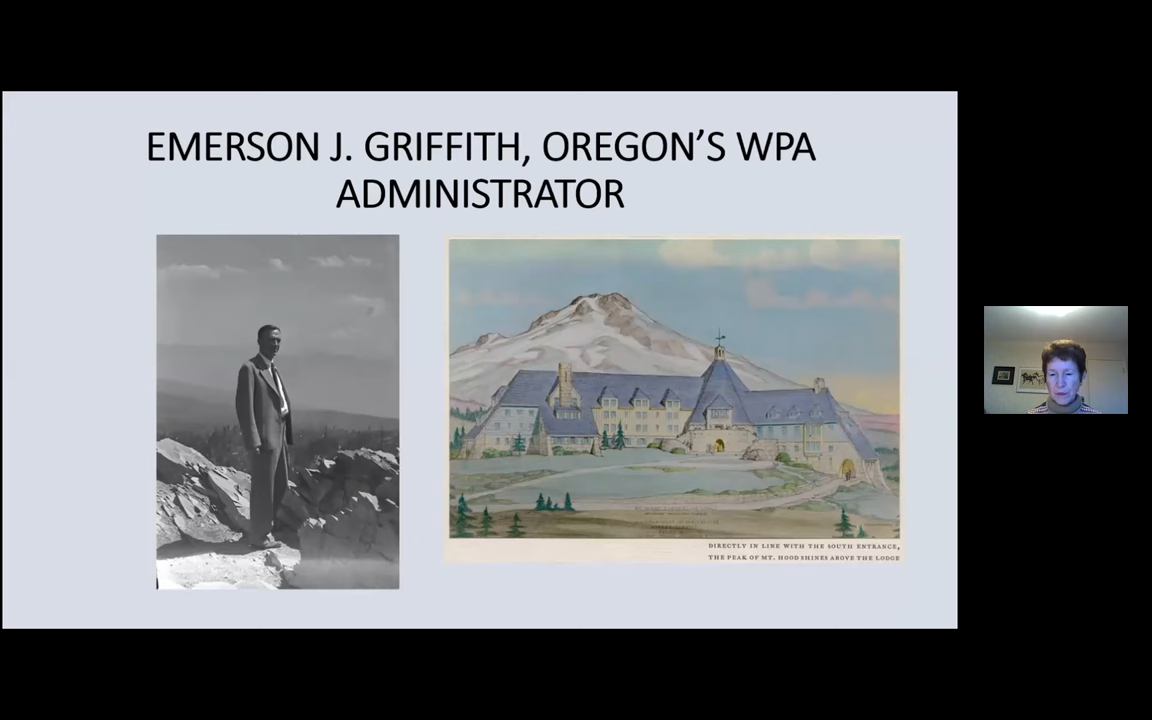 EMERSON J. GRIFFITH, OREGON'S WPA
ADMINISTRATOR
DIRECTLY IN LINE WITH THE SOUTH ENTRANCE,
THE PEAK OF MT. HOOD SHINES ABOVE THE LODGE